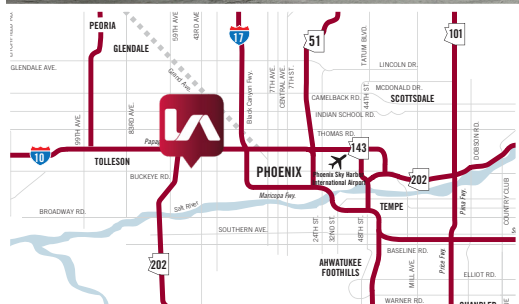 PEORIA
GLENDALE
59TH AVE.
43RD AVE.
17
51
TATUM BLVD.
101
GLENDALE AVE.
Grand Ave.
Black Canyon Fwy.
7TH AVE.
CENTRAL AVE.
7TH ST.
LINCOLN DR.
MCDONALD DR.
SCOTTSDALE
44TH ST.
CAMELBACK RD.
INDIAN SCHOOL RD.
THOMAS RD.
99TH AVE.
83RD AVE.
LA
143
DOBSON RD.
10
TOLLESON
PHOENIX
Phoenix Sky Harbor
International Airport
202
BUCKEYE RD.
Maricopa Fwy.
Salt River
BROADWAY RD.
TEMPE
Pima Fwy.
COUNTRY CLUB
SOUTHERN AVE.
24TH ST.
32ND ST.
48TH ST.
202
BASELINE RD.
AHWATUKEE
FOOTHILLS
MILL AVE.
Price Fwy.
ELLIOT RD.
WARNER RD.
CHANDLER